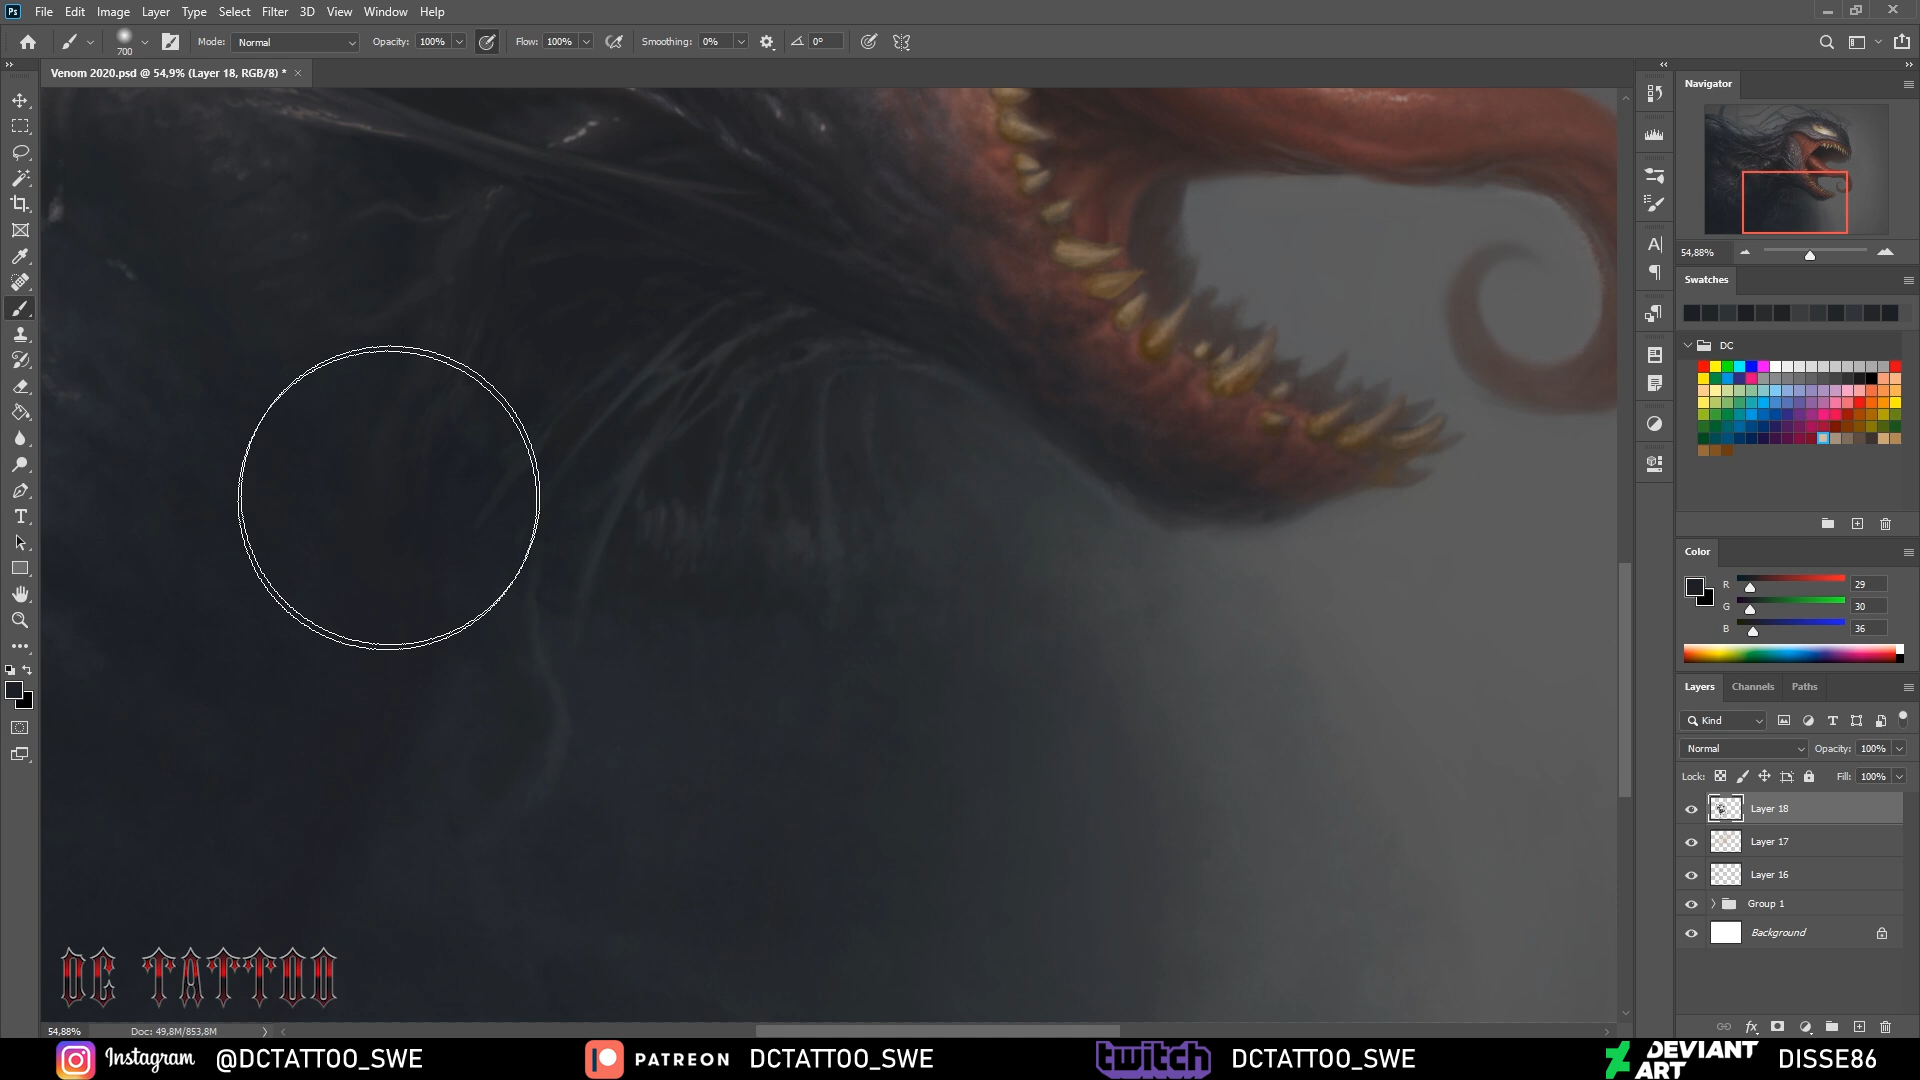 Ps File Edit Image Layer Type Select Filter 3D View Window Help
700 Mode: Normal Opacity: 100% Flow: 100% Smoothing: 0% 0°
Venom 2020.psd @ 54,9% (Layer 18, RGB/8) *
Navigator
54,88%
Swatches
DC
Color
R 29
G 30
B 36
Layers Channels Paths
Kind
Normal Opacity: 100%
Lock: Fill: 100%
Layer 18
Layer 17
Layer 16
Group 1
Background
DC TATTOO
54,88% Doc: 49,8M/853,8M
Instagram @DCTATTOO_SWE PATREON DCTATTOO_SWE twitch DCTATTOO_SWE DEVIANT ART DISSE86